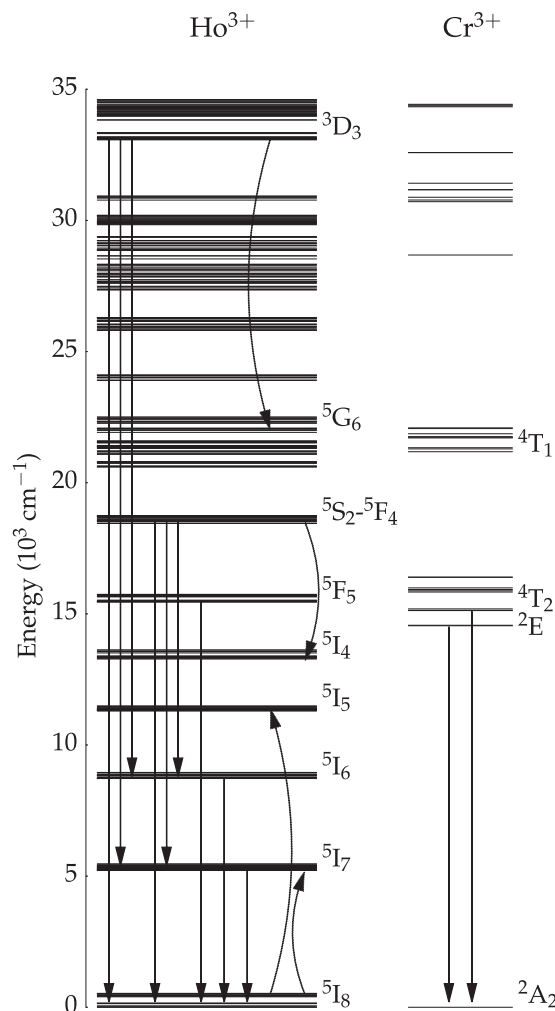 Ho³⁺
Cr³⁺
Energy (10³ cm⁻¹)
35
30
25
20
15
10
5
0
³D₃
⁵G₆
⁵S₂-⁵F₄
⁵F₅
⁵I₄
⁵I₅
⁵I₆
⁵I₇
⁵I₈
⁴T₁
⁴T₂
²E
²A₂